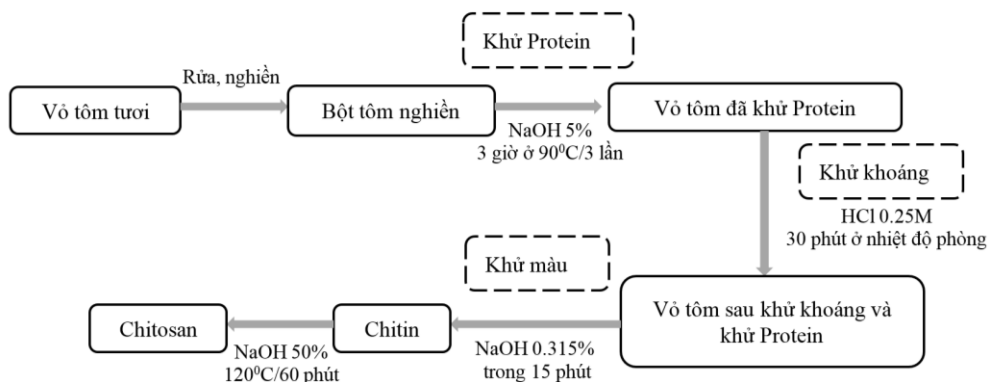 Khử Protein
Rửa, nghiền
Vỏ tôm tươi
Bột tôm nghiền
Vỏ tôm đã khử Protein
NaOH 5%
3 giờ ở 90⁰C/3 lần
Khử khoáng
HCl 0.25M
30 phút ở nhiệt độ phòng
Khử màu
Vỏ tôm sau khử khoáng và
khử Protein
Chitosan
Chitin
NaOH 50%
120⁰C/60 phút
NaOH 0.315%
trong 15 phút